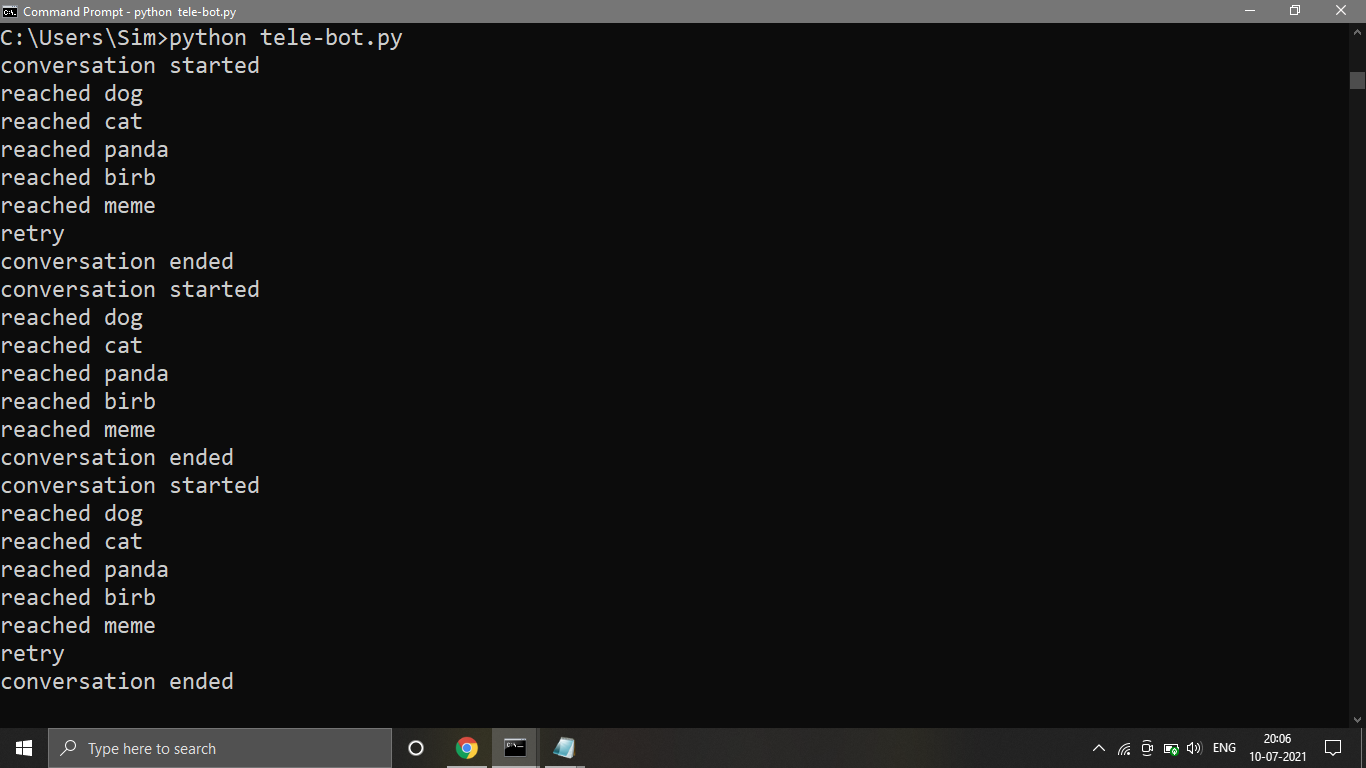 Command Prompt - python  tele-bot.py
C:\Users\Sim>python tele-bot.py
conversation started
reached dog
reached cat
reached panda
reached birb
reached meme
retry
conversation ended
conversation started
reached dog
reached cat
reached panda
reached birb
reached meme
conversation ended
conversation started
reached dog
reached cat
reached panda
reached birb
reached meme
retry
conversation ended
Type here to search
ENG
20:06
10-07-2021